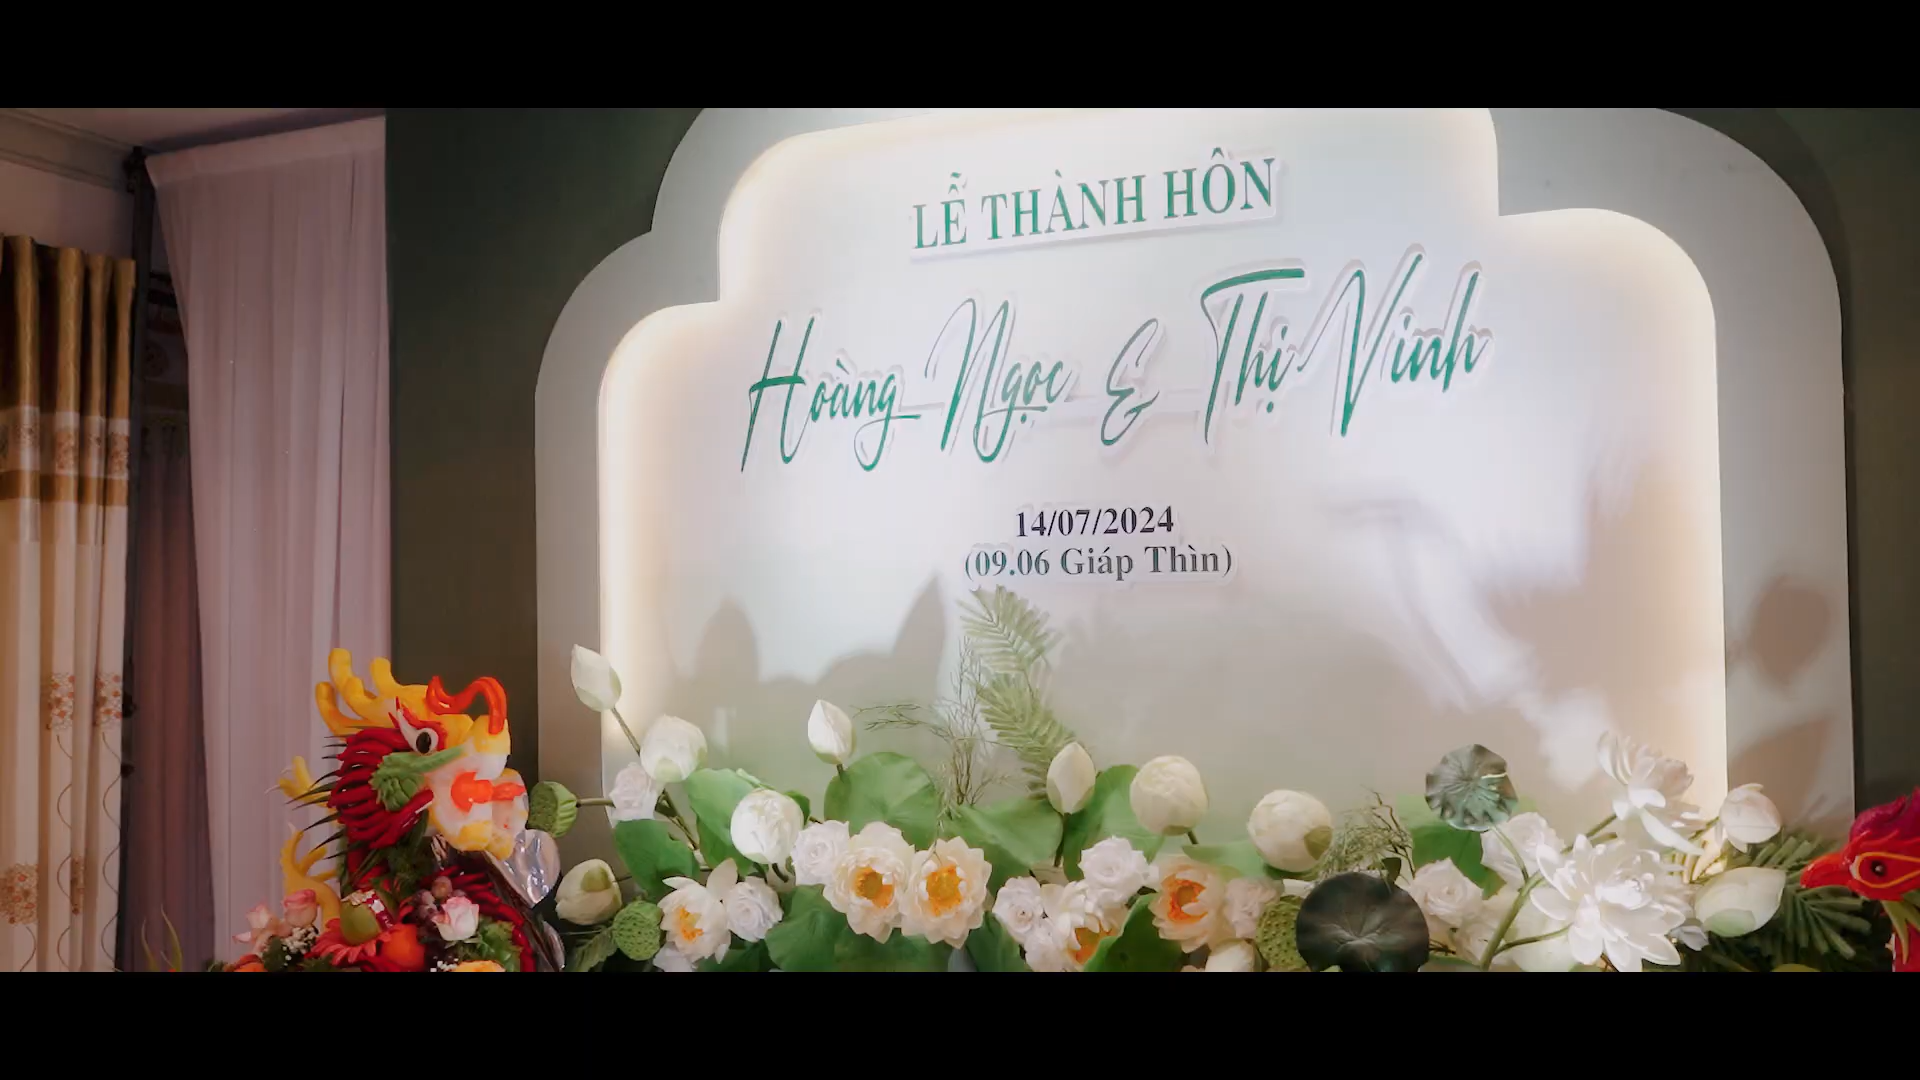 LỄ THÀNH HÔN
Hoàng Ngọc & Thị Vinh
14/07/2024
(09.06 Giáp Thìn)